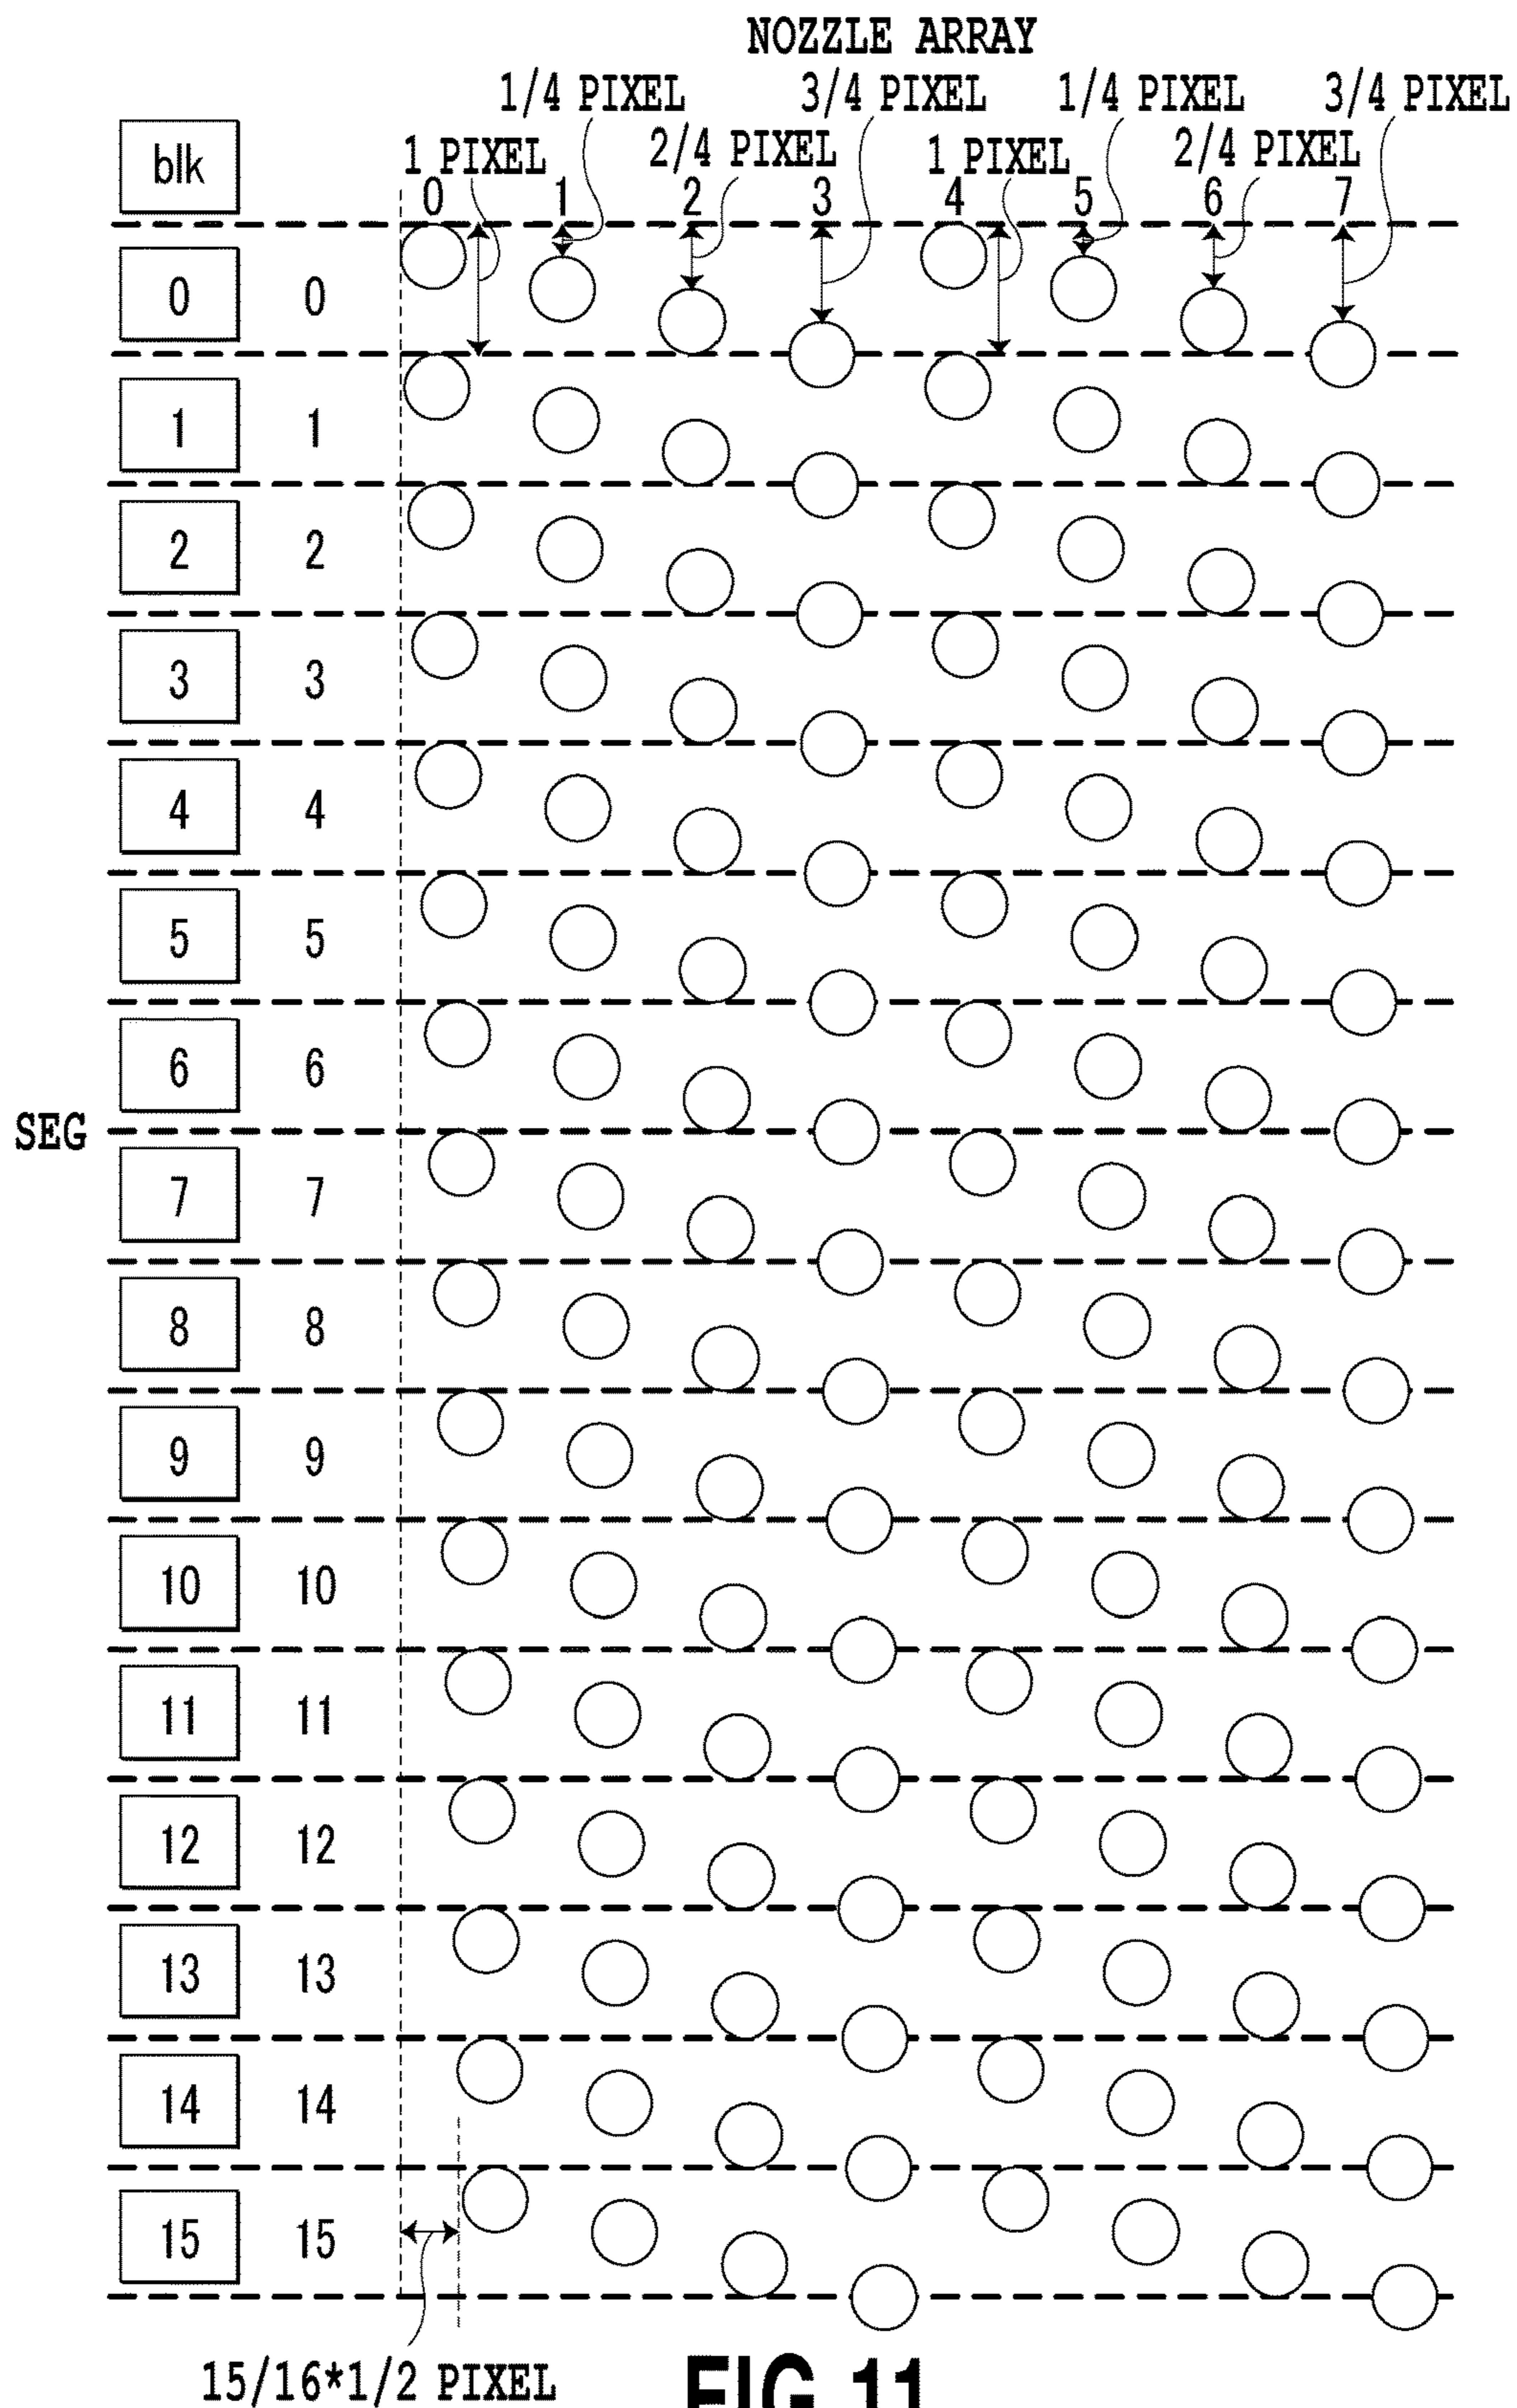 NOZZLE ARRAY
1/4 PIXEL 3/4 PIXEL 1/4 PIXEL 3/4 PIXEL
1 PIXEL 2/4 PIXEL 1 PIXEL 2/4 PIXEL
blk 0 1 2 3 4 5 6 7
0 0
1 1
2 2
3 3
4 4
5 5
6 6
SEG
7 7
8 8
9 9
10 10
11 11
12 12
13 13
14 14
15 15
15/16*1/2 PIXEL
FIG.11